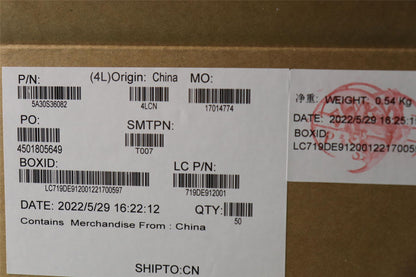 P/N: (4L)Origin: China MO:
5A30S36082 4LCN 17014774
PO: SMTPN:
4501805649 T007
BOXID: LC P/N:
LC719DE912001221700597 719DE912001
DATE: 2022/5/29 16:22:12 QTY:
50
Contains Merchandise From : China
SHIPTO:CN
净重: WEIGHT: 0.54 Kg
DATE: 2022/5/29 16:25:1
BOXID:
LC719DE91200122170059